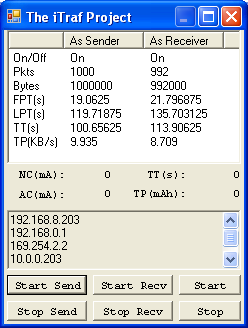 The iTraf Project
As Sender As Receiver
On/Off On On
Pkts 1000 992
Bytes 1000000 992000
FPT(s) 19.0625 21.796875
LPT(s) 119.71875 135.703125
TT(s) 100.65625 113.90625
TP(KB/s) 9.935 8.709
NC(mA): 0 TT(s): 0
AC(mA): 0 TP(mAh): 0
192.168.8.203
192.168.0.1
169.254.2.2
10.0.0.203
Start Send Start Recv Start
Stop Send Stop Recv Stop